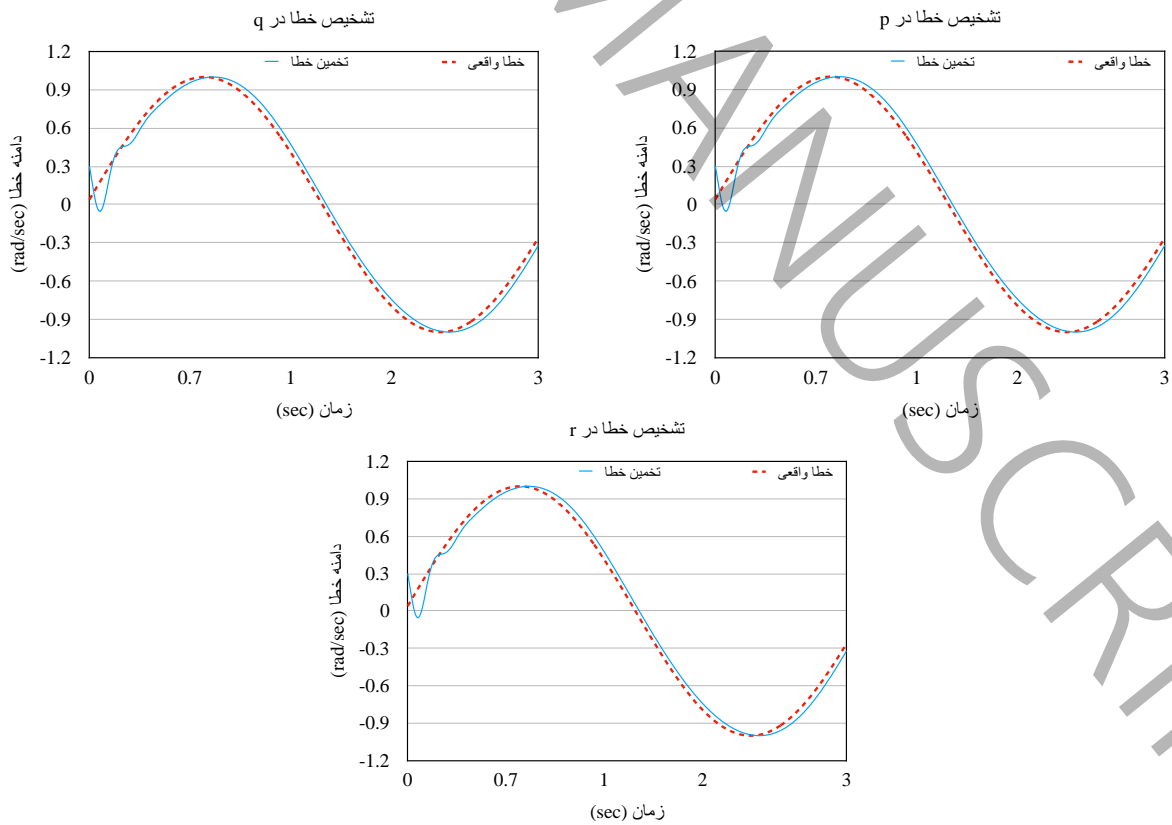 تشخیص خطا در q
1.2
0.9
0.6
0.3
0
-0.3
-0.6
-0.9
-1.2
تخمین خطا
خطا واقعی
دامنه خطا (rad/sec)
0 0.7 1 2 3
زمان (sec)
تشخیص خطا در p
1.2
0.9
0.6
0.3
0
-0.3
-0.6
-0.9
-1.2
تخمین خطا
خطا واقعی
دامنه خطا (rad/sec)
0 0.7 1 2 3
زمان (sec)
تشخیص خطا در r
1.2
0.9
0.6
0.3
0
-0.3
-0.6
-0.9
-1.2
تخمین خطا
خطا واقعی
دامنه خطا (rad/sec)
0 0.7 1 2 3
زمان (sec)